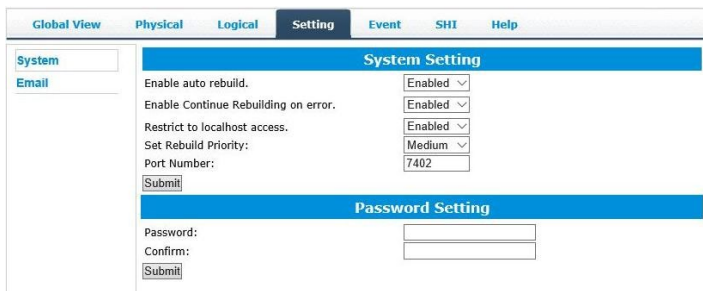 Global View Physical Logical Setting Event SHI Help
System
Email
System Setting
Enable auto rebuild. Enabled
Enable Continue Rebuilding on error. Enabled
Restrict to localhost access. Enabled
Set Rebuild Priority: Medium
Port Number: 7402
Submit
Password Setting
Password:
Confirm:
Submit